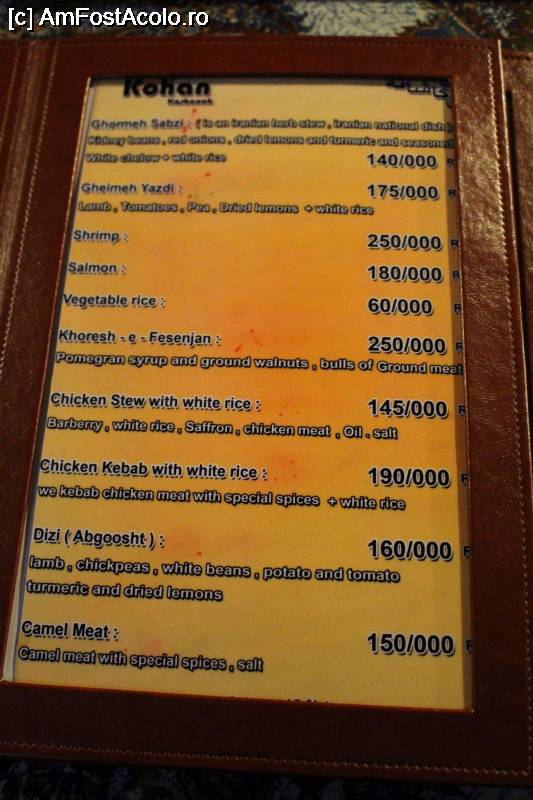 [c] AmFostAcolo.ro
Kohan
Kashaneh
Ghormeh Sabzi : ( is an iranian herb stew , iranian national dish )
Kidney beans , red onions , dried lemons and turmeric and seasoned
White chelow + white rice 140/000 R
Gheimeh Yazdi : 175/000 R
Lamb , Tomatoes , Pea , Dried lemons + white rice
Shrimp : 250/000 R
Salmon : 180/000 R
Vegetable rice : 60/000 R
Khoresh - e - Fesenjan : 250/000 R
Pomegran syrup and ground walnuts , bulls of Ground meat
Chicken Stew with white rice : 145/000 R
Barberry , white rice , Saffron , chicken meat , Oil . salt
Chicken Kebab with white rice : 190/000 R
we kebab chicken meat with special spices + white rice
Dizi ( Abgoosht ) : 160/000 R
lamb , chickpeas , white beans , potato and tomato
turmeric and dried lemons
Camel Meat : 150/000 R
Camel meat with special spices , salt